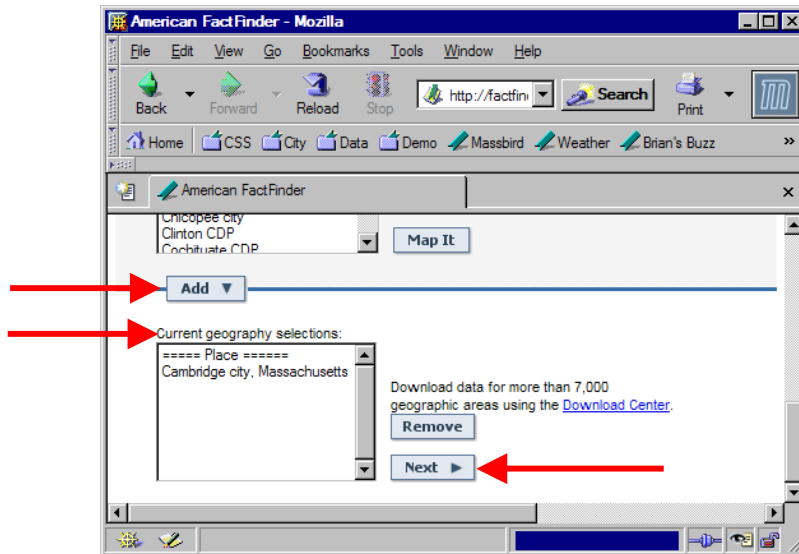 American FactFinder - Mozilla
File Edit View Go Bookmarks Tools Window Help
Back Forward Reload Stop http://factfin Search Print
Home CSS City Data Demo Massbird Weather Brian's Buzz »
American FactFinder
Chicopee city
Clinton CDP
Cochituate CDP
Map It
Add
Current geography selections:
===== Place ======
Cambridge city, Massachusetts
Download data for more than 7,000
geographic areas using the Download Center.
Remove
Next